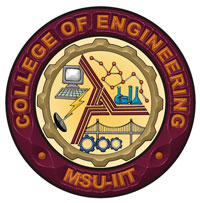 COLLEGE OF ENGINEERING
MSU-IIT